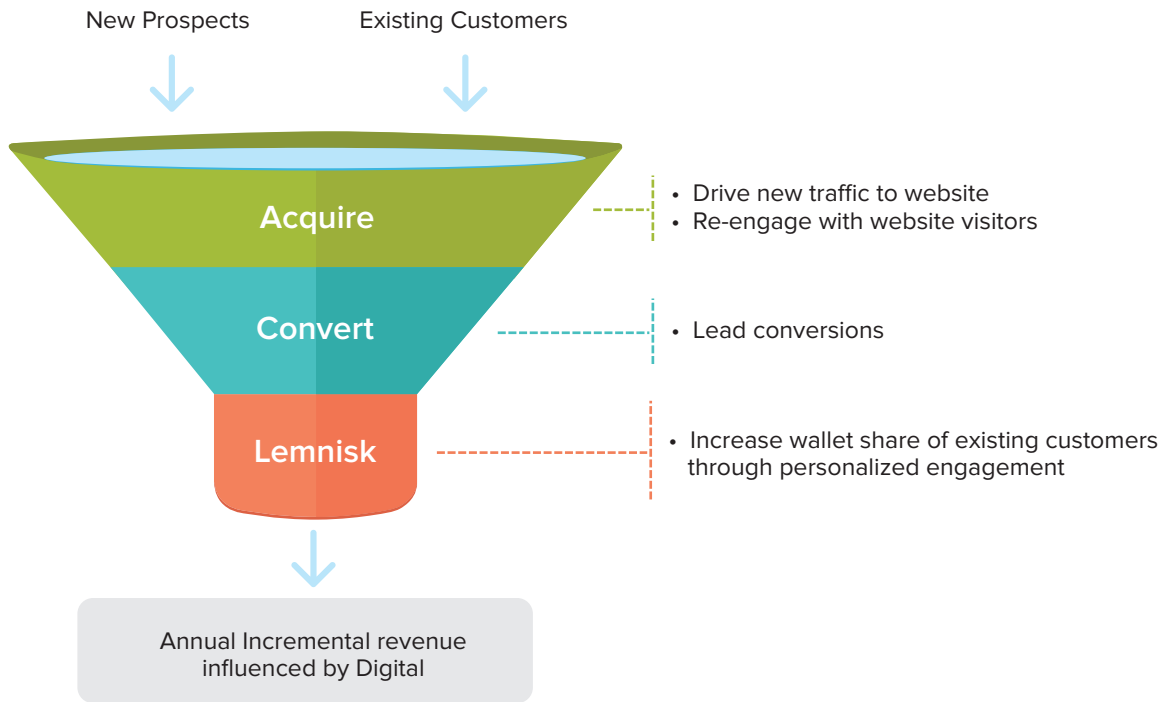 New Prospects
Existing Customers
Acquire
• Drive new traffic to website
• Re-engage with website visitors
Convert
• Lead conversions
Lemnisk
• Increase wallet share of existing customers
through personalized engagement
Annual Incremental revenue
influenced by Digital